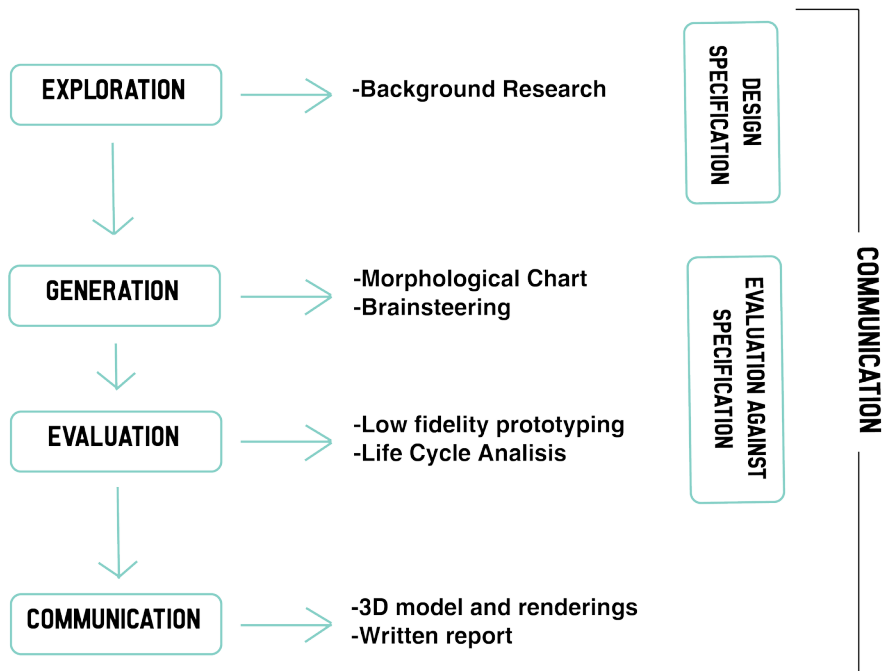 EXPLORATION
-Background Research
GENERATION
-Morphological Chart
-Brainsteering
EVALUATION
-Low fidelity prototyping
-Life Cycle Analisis
COMMUNICATION
-3D model and renderings
-Written report
DESIGN
SPECIFICATION
EVALUATION AGAINST
SPECIFICATION
COMMUNICATION